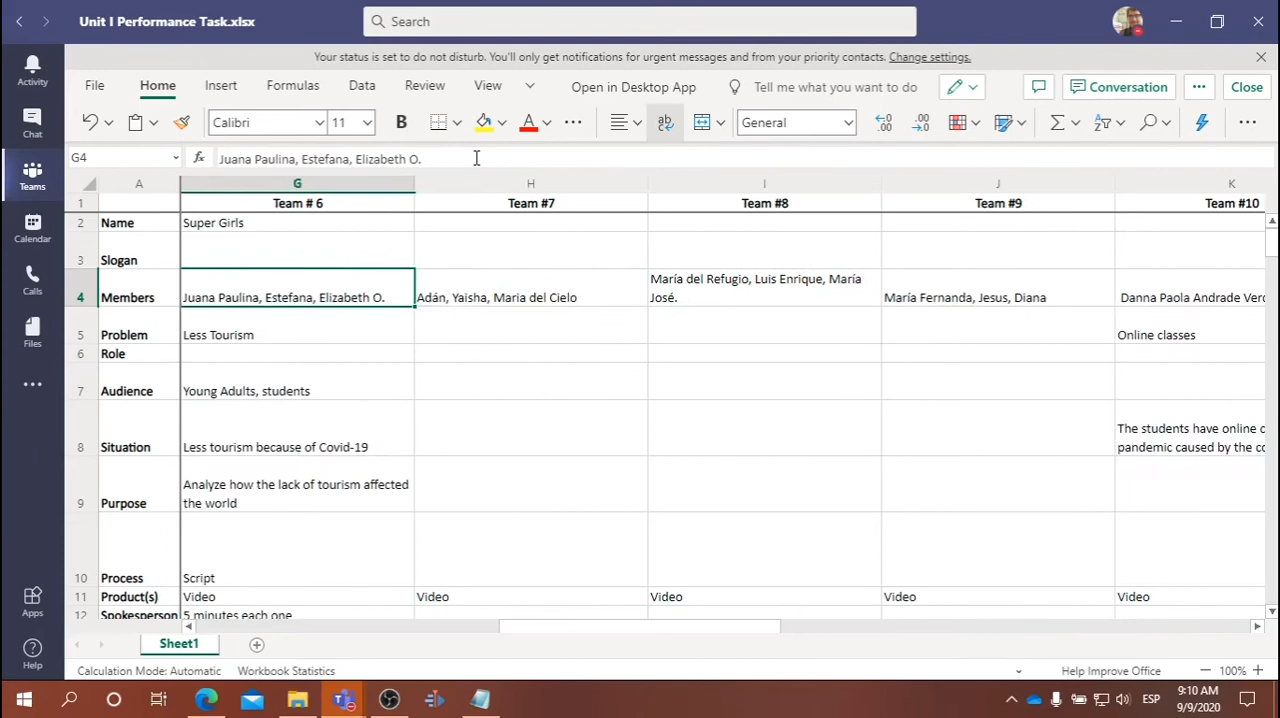 Unit I Performance Task.xlsx
Search
Your status is set to do not disturb. You'll only get notifications for urgent messages and from your priority contacts. Change settings.
File Home Insert Formulas Data Review View Open in Desktop App Tell me what you want to do Conversation Close
Calibri 11 B A ab General
G4 fx Juana Paulina, Estefana, Elizabeth O.
A G H I J K
1 Team # 6 Team #7 Team #8 Team #9 Team #10
2 Name Super Girls
3 Slogan
4 Members Juana Paulina, Estefana, Elizabeth O. Adán, Yaisha, Maria del Cielo María del Refugio, Luis Enrique, María
José. María Fernanda, Jesus, Diana Danna Paola Andrade
5 Problem Less Tourism Online classes
6 Role
7 Audience Young Adults, students
8 Situation Less tourism because of Covid-19 The students have online
pandemic caused by the
9 Purpose Analyze how the lack of tourism affected
the world
10 Process Script
11 Product(s) Video Video Video Video Video
12 Spokesperson 5 minutes each one
Sheet1
Calculation Mode: Automatic Workbook Statistics Help Improve Office 100%
Activity
Chat
Teams
Calendar
Calls
Files
Apps
Help
ESP
9:10 AM
9/9/2020